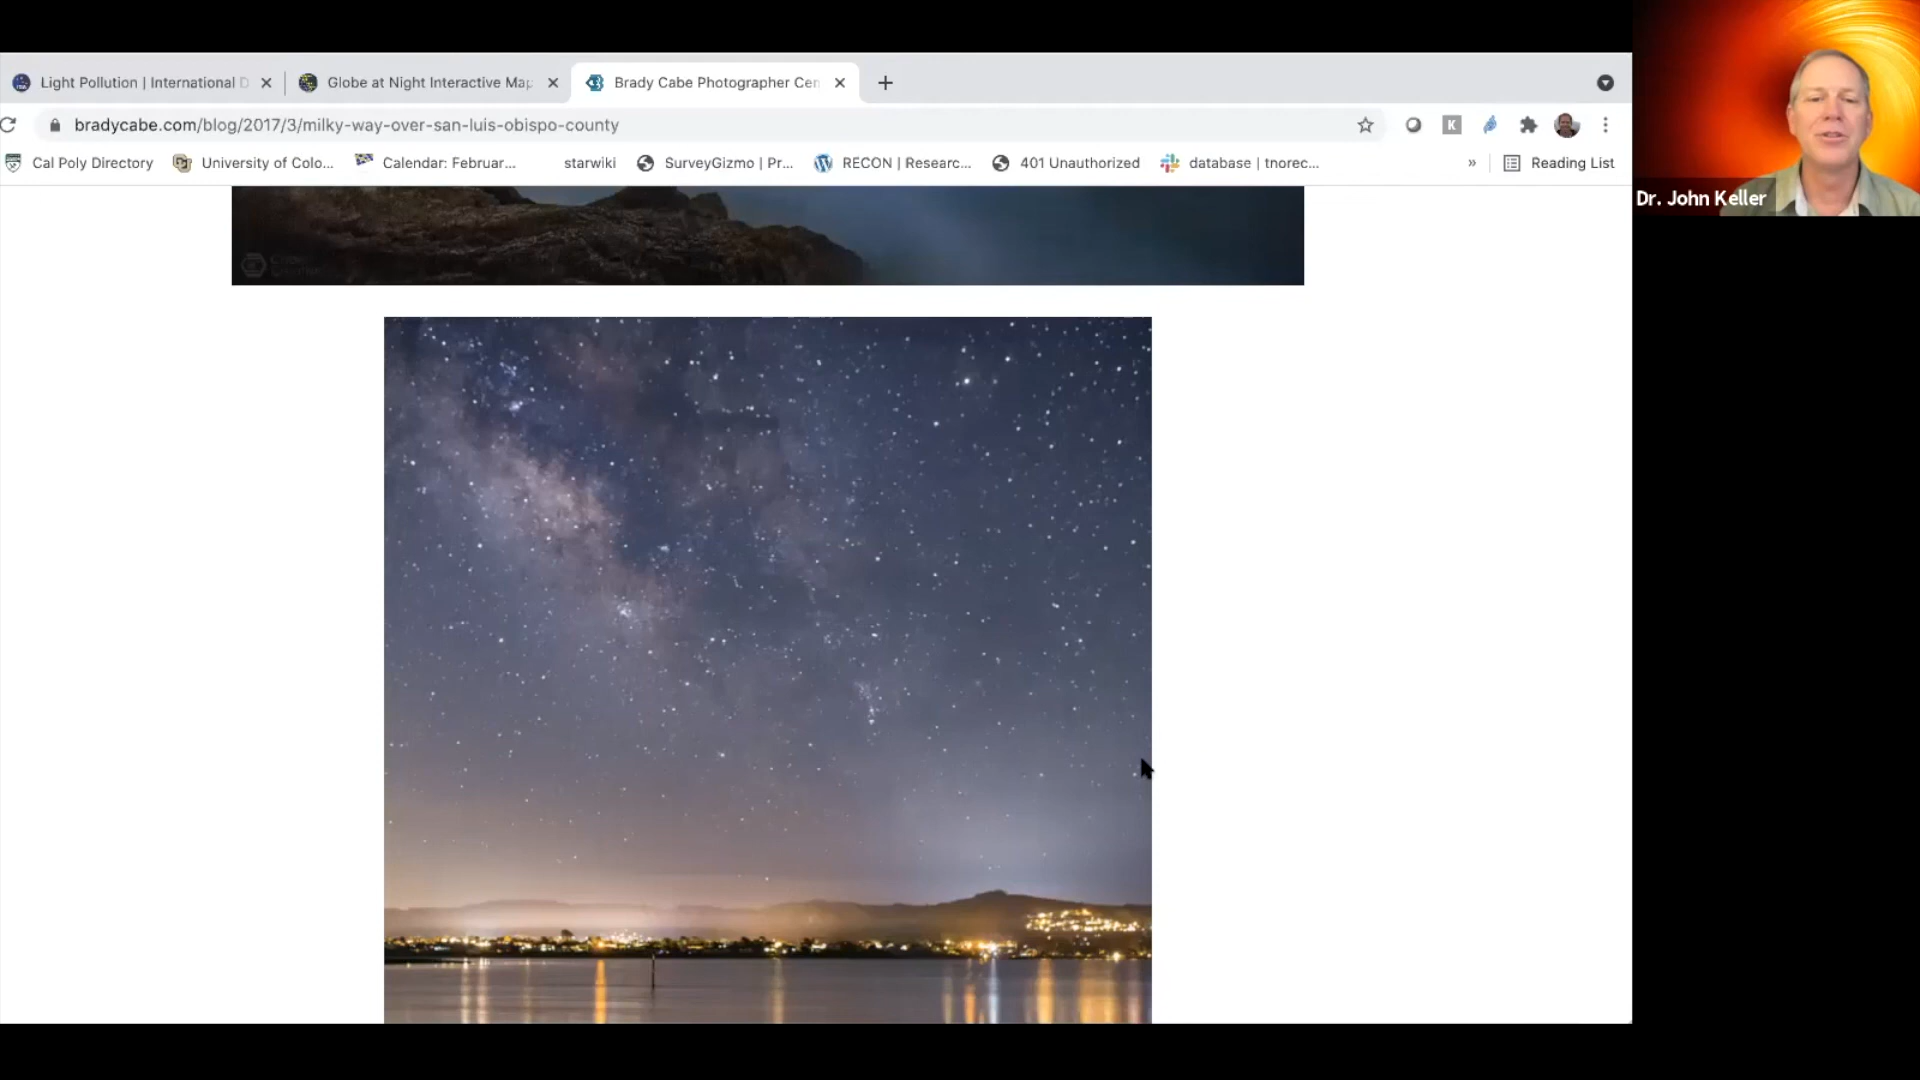 Light Pollution | International D
Globe at Night Interactive Map
Brady Cabe Photographer Cen
bradycabe.com/blog/2017/3/milky-way-over-san-luis-obispo-county
K
Cal Poly Directory
University of Colo...
Calendar: Februar...
starwiki
SurveyGizmo | Pr...
RECON | Researc...
401 Unauthorized
database | tnorec...
»
Reading List
Dr. John Keller